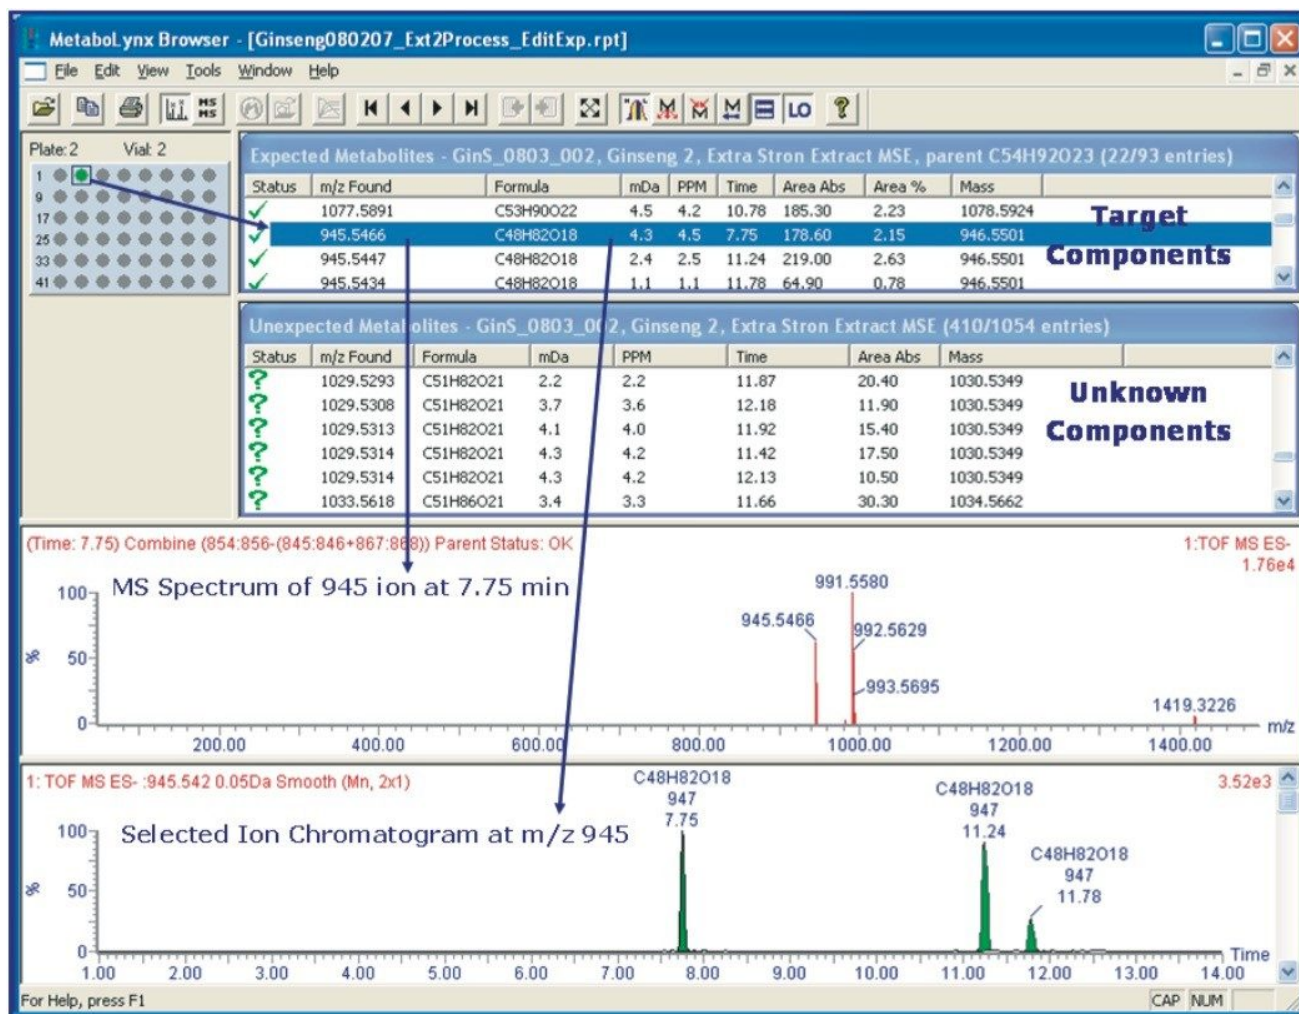 MetaboLynx Browser - [Ginseng080207_Ext2Process_EditExp.rpt]
File Edit View Tools Window Help
MS MS LO ?
Plate: 2 Vial: 2
1
9
17
25
33
41
Expected Metabolites - GinS_0803_002, Ginseng 2, Extra Stron Extract MSE, parent C54H92O23 (22/93 entries)
Status m/z Found Formula mDa PPM Time Area Abs Area % Mass
1077.5891 C53H90O22 4.5 4.2 10.78 185.30 2.23 1078.5924
945.5466 C48H82O18 4.3 4.5 7.75 178.60 2.15 946.5501
945.5447 C48H82O18 2.4 2.5 11.24 219.00 2.63 946.5501
945.5434 C48H82O18 1.1 1.1 11.78 64.90 0.78 946.5501
Target
Components
Unexpected Metabolites - GinS_0803_002, Ginseng 2, Extra Stron Extract MSE (410/1054 entries)
Status m/z Found Formula mDa PPM Time Area Abs Mass
? 1029.5293 C51H82O21 2.2 2.2 11.87 20.40 1030.5349
? 1029.5308 C51H82O21 3.7 3.6 12.18 11.90 1030.5349
? 1029.5313 C51H82O21 4.1 4.0 11.92 15.40 1030.5349
? 1029.5314 C51H82O21 4.3 4.2 11.42 17.50 1030.5349
? 1029.5314 C51H82O21 4.3 4.2 12.13 10.50 1030.5349
? 1033.5618 C51H86O21 3.4 3.3 11.66 30.30 1034.5662
Unknown
Components
(Time: 7.75) Combine (854:856-(845:846+867:868)) Parent Status: OK
1:TOF MS ES-
1.76e4
MS Spectrum of 945 ion at 7.75 min
991.5580
945.5466
992.5629
993.5695
1419.3226
100
50
0
%
m/z
200.00 400.00 600.00 800.00 1000.00 1200.00 1400.00
1: TOF MS ES- :945.542 0.05Da Smooth (Mn, 2x1)
3.52e3
Selected Ion Chromatogram at m/z 945
C48H82O18
947
7.75
C48H82O18
947
11.24
C48H82O18
947
11.78
100
50
0
%
Time
1.00 2.00 3.00 4.00 5.00 6.00 7.00 8.00 9.00 10.00 11.00 12.00 13.00 14.00
For Help, press F1
CAP NUM